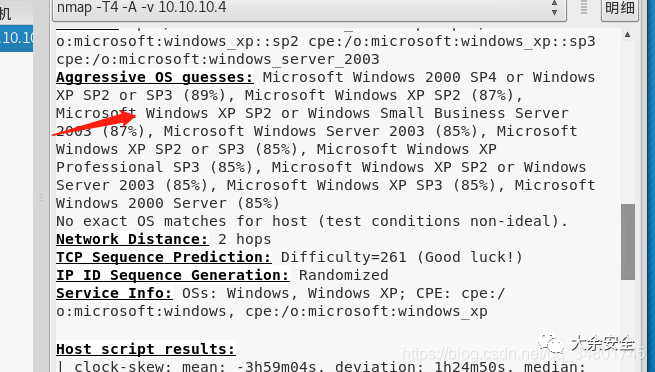 机
nmap -T4 -A -v 10.10.10.4
明细
10.10
o:microsoft:windows_xp::sp2 cpe:/o:microsoft:windows_xp::sp3
cpe:/o:microsoft:windows_server_2003
Aggressive OS guesses: Microsoft Windows 2000 SP4 or Windows
XP SP2 or SP3 (89%), Microsoft Windows XP SP2 (87%),
Microsoft Windows XP SP2 or Windows Small Business Server
2003 (87%), Microsoft Windows Server 2003 (85%), Microsoft
Windows XP SP2 or SP3 (85%), Microsoft Windows XP
Professional SP3 (85%), Microsoft Windows XP SP2 or Windows
Server 2003 (85%), Microsoft Windows XP SP3 (85%), Microsoft
Windows 2000 Server (85%)
No exact OS matches for host (test conditions non-ideal).
Network Distance: 2 hops
TCP Sequence Prediction: Difficulty=261 (Good luck!)
IP ID Sequence Generation: Randomized
Service Info: OSs: Windows, Windows XP; CPE: cpe:/
o:microsoft:windows, cpe:/o:microsoft:windows_xp
大余安全
Host script results:
| clock-skew: mean: -3h59m04s, deviation: 1h24m50s, median: